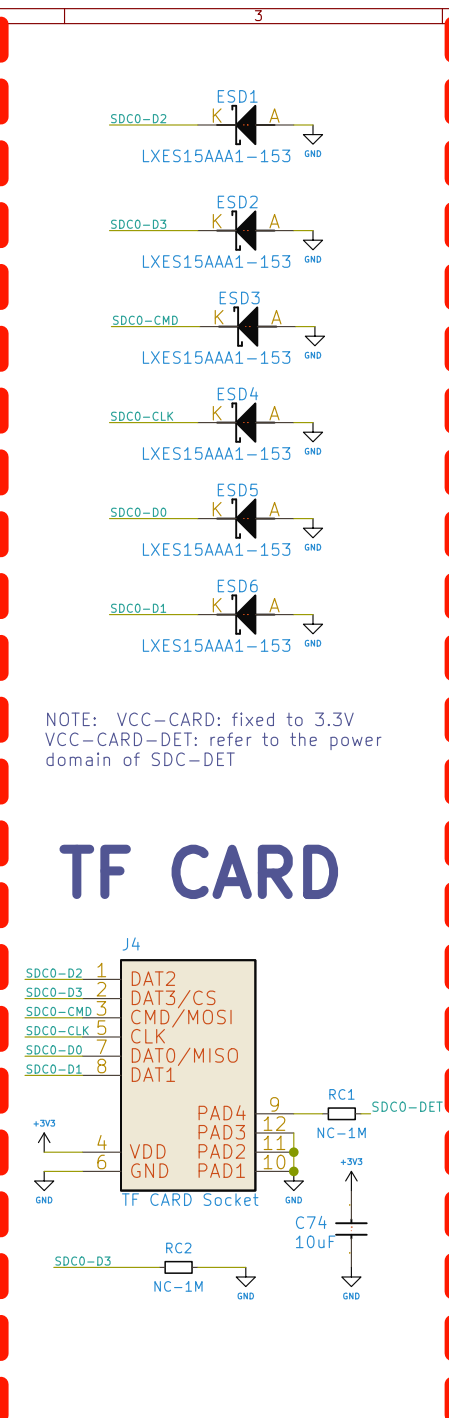 3
ESD1
SDC0-D2 K A
LXES15AAA1-153 GND
ESD2
SDC0-D3 K A
LXES15AAA1-153 GND
ESD3
SDC0-CMD K A
LXES15AAA1-153 GND
ESD4
SDC0-CLK K A
LXES15AAA1-153 GND
ESD5
SDC0-D0 K A
LXES15AAA1-153 GND
ESD6
SDC0-D1 K A
LXES15AAA1-153 GND
NOTE: VCC-CARD: fixed to 3.3V
VCC-CARD-DET: refer to the power
domain of SDC-DET
TF CARD
J4
SDC0-D2 1 DAT2
SDC0-D3 2 DAT3/CS
SDC0-CMD 3 CMD/MOSI
SDC0-CLK 5 CLK
SDC0-D0 7 DAT0/MISO
SDC0-D1 8 DAT1
RC1
PAD4 9 SDC0-DET
+3V3 PAD3 12 NC-1M
4 VDD PAD2 11
6 GND PAD1 10 +3V3
GND GND
TF CARD Socket
C74
10uF
RC2
SDC0-D3
NC-1M GND GND